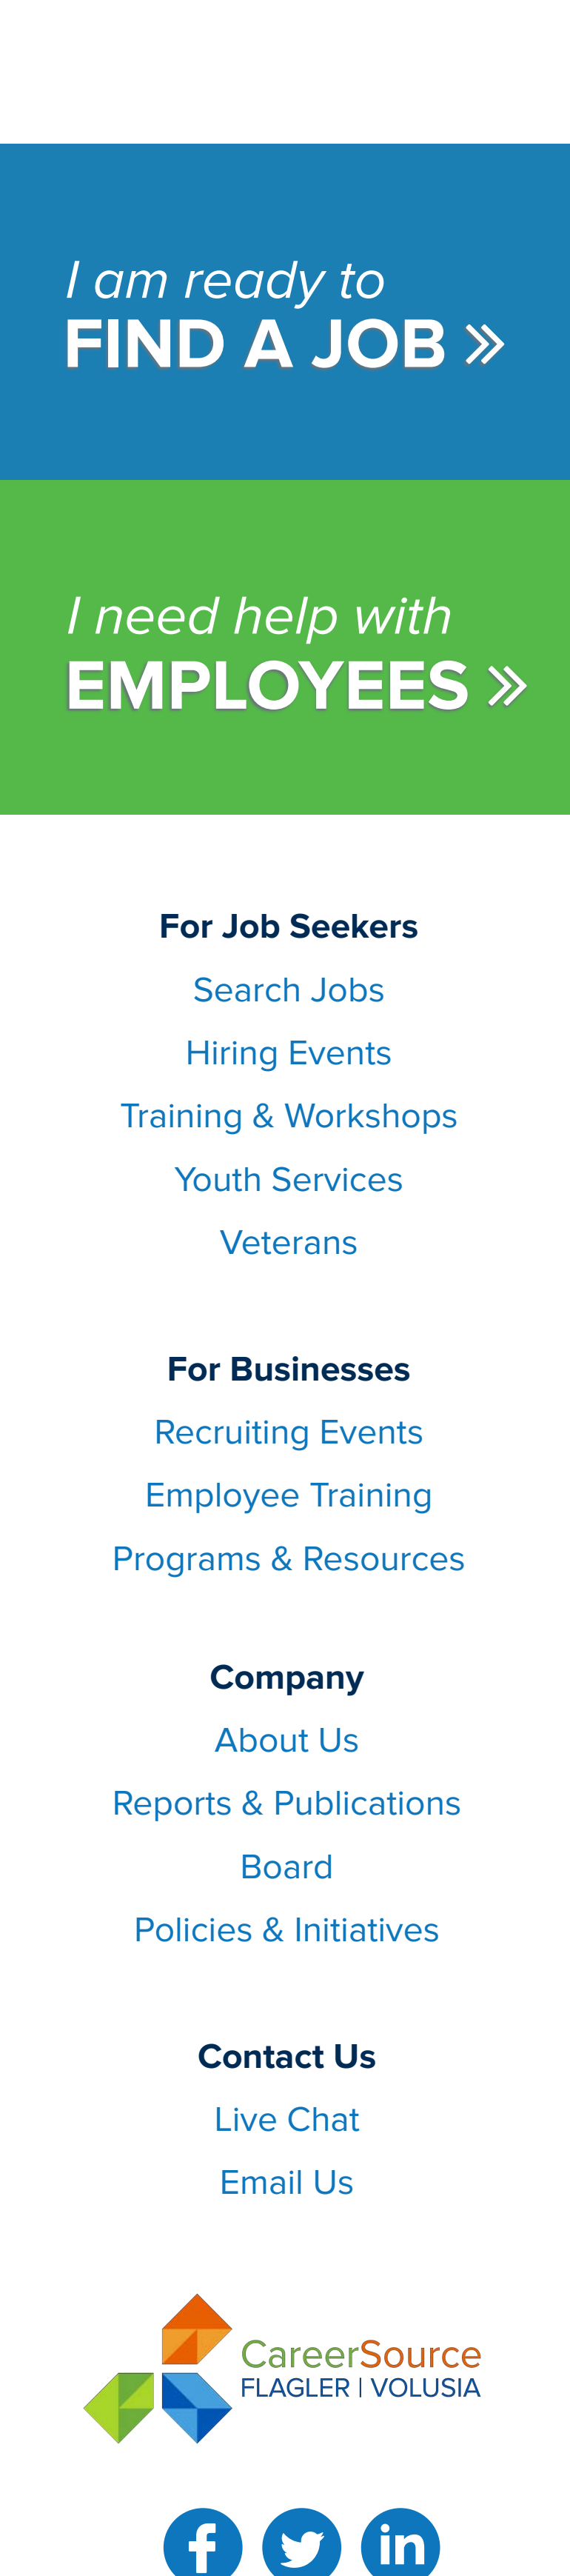 I am ready to
FIND A JOB »
I need help with
EMPLOYEES »
For Job Seekers
Search Jobs
Hiring Events
Training & Workshops
Youth Services
Veterans
For Businesses
Recruiting Events
Employee Training
Programs & Resources
Company
About Us
Reports & Publications
Board
Policies & Initiatives
Contact Us
Live Chat
Email Us
CareerSource
FLAGLER | VOLUSIA